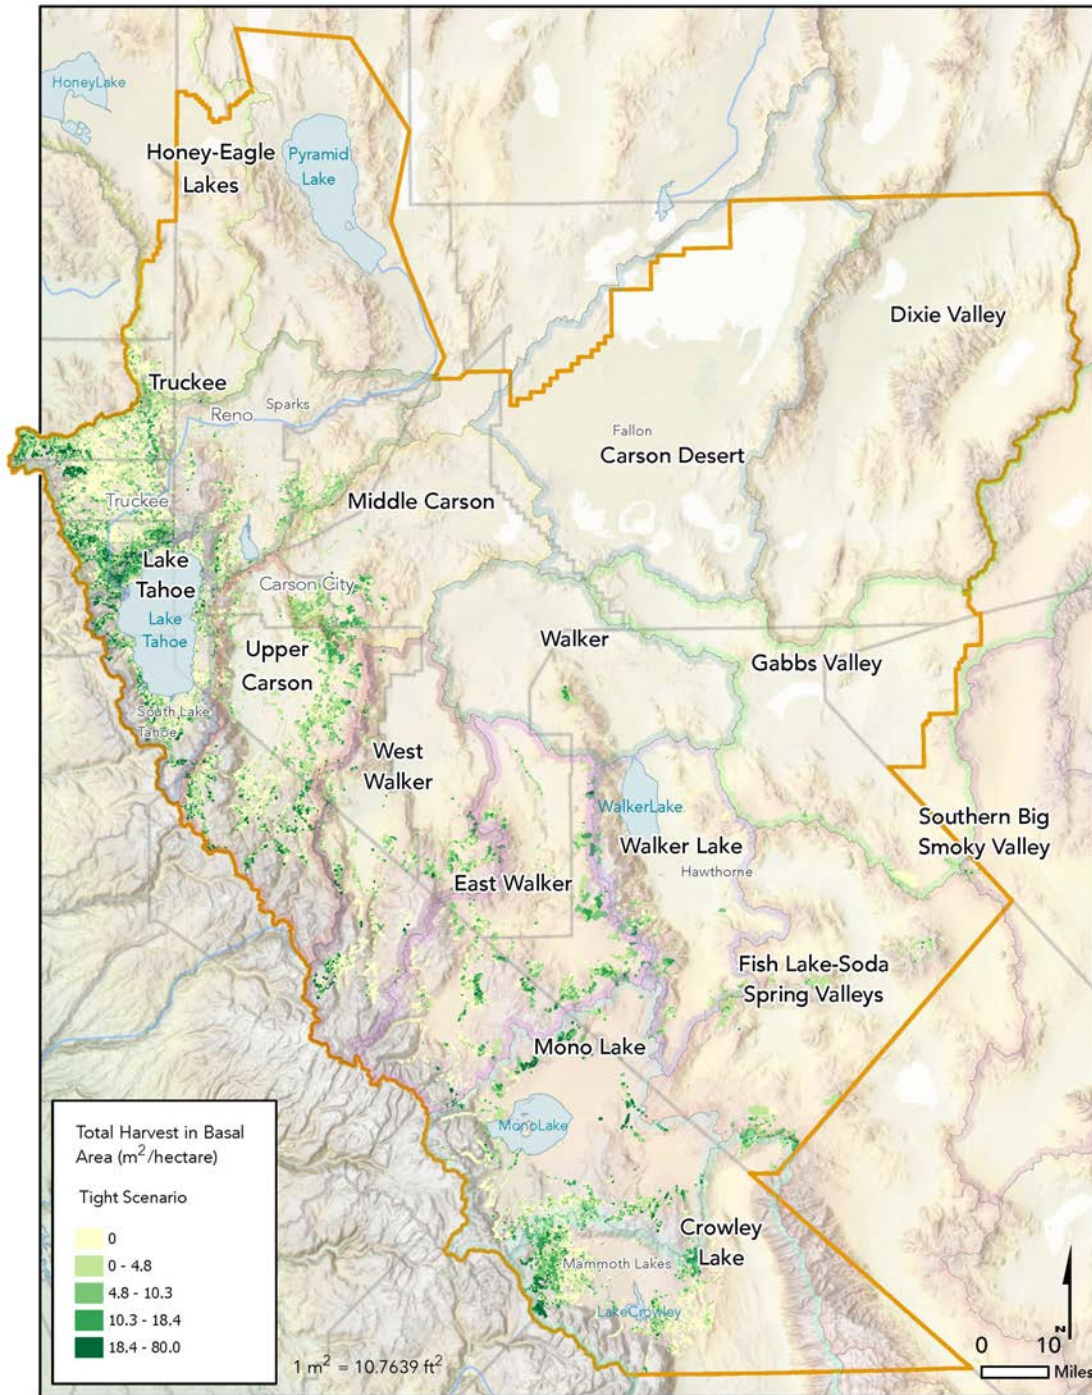 HoneyLake
Honey-Eagle
Lakes
Pyramid
Lake
Dixie Valley
Truckee
Reno
Sparks
Fallon
Carson Desert
Truckee
Middle Carson
Lake
Tahoe
Lake
Tahoe
Carson City
Upper
Carson
Walker
Gabbs Valley
South Lake
Tahoe
West
Walker
WalkerLake
Walker Lake
Hawthorne
Southern Big
Smoky Valley
East Walker
Fish Lake-Soda
Spring Valleys
Mono Lake
MonoLake
Crowley
Lake
Mammoth Lakes
LakeCrowley
Total Harvest in Basal
Area (m²/hectare)
Tight Scenario
0
0 - 4.8
4.8 - 10.3
10.3 - 18.4
18.4 - 80.0
1 m² = 10.7639 ft²
z
0 10
Miles